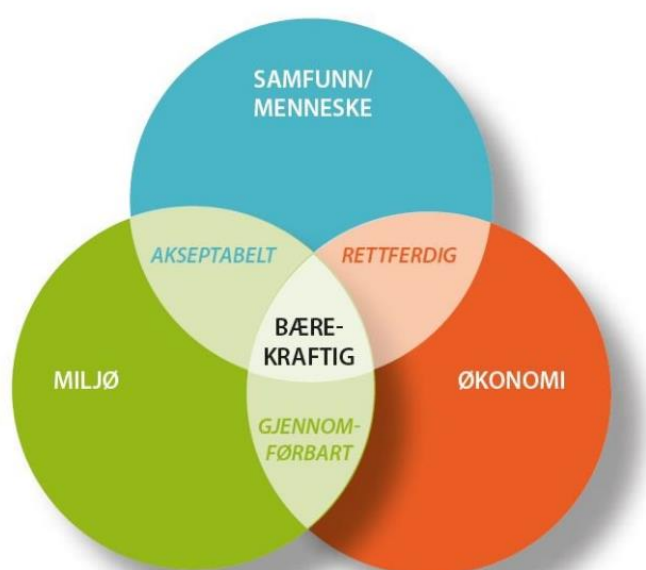 SAMFUNN/
MENNESKE
AKSEPTABELT
RETTFERDIG
BÆRE-
KRAFTIG
MILJØ
ØKONOMI
GJENNOM-
FØRBART